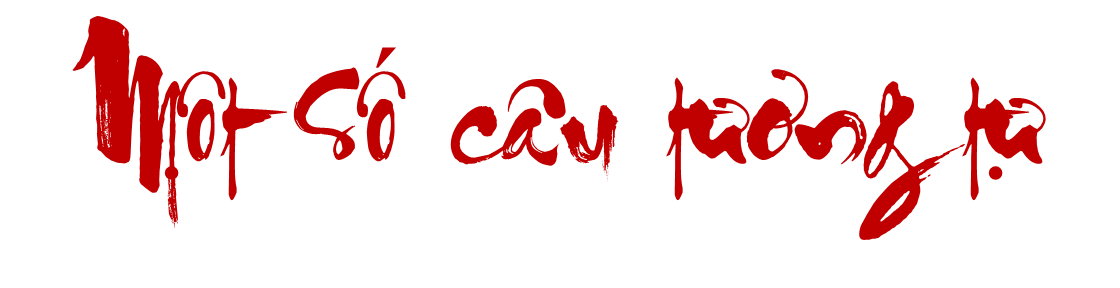 Một số câu tương tự